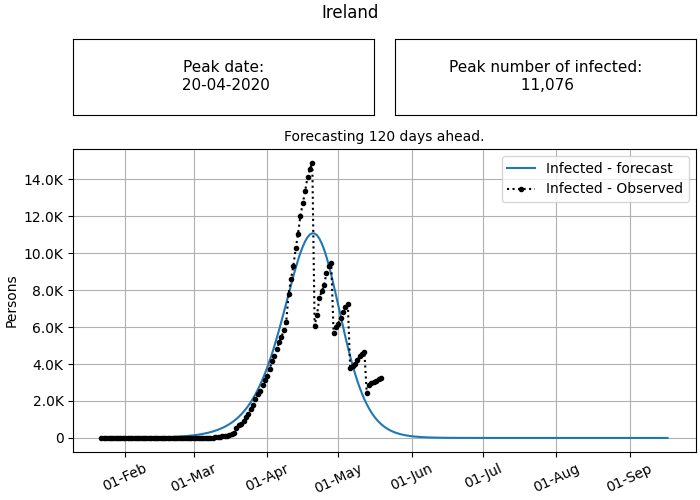 Ireland
Peak date:
20-04-2020
Peak number of infected:
11,076
Forecasting 120 days ahead.
Infected - forecast
Infected - Observed
Persons
14.0K
12.0K
10.0K
8.0K
6.0K
4.0K
2.0K
0
01-Feb
01-Mar
01-Apr
01-May
01-Jun
01-Jul
01-Aug
01-Sep